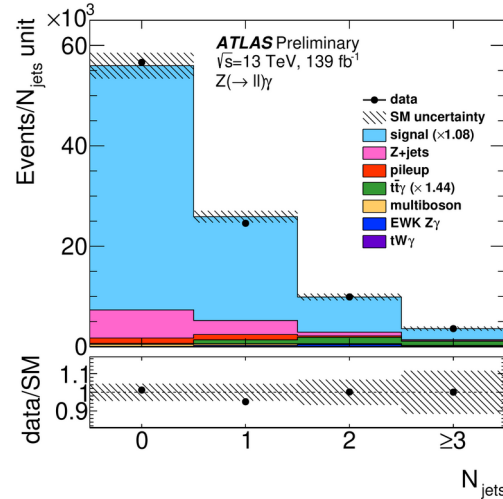 ×10³
60
40
20
0
Events/N_jets unit
ATLAS Preliminary
√s=13 TeV, 139 fb⁻¹
Z(→ ll)γ
data
SM uncertainty
signal (×1.08)
Z+jets
pileup
tt̄γ (× 1.44)
multiboson
EWK Zγ
tWγ
data/SM
1.1
1
0.9
0 1 2 ≥3
N_jets